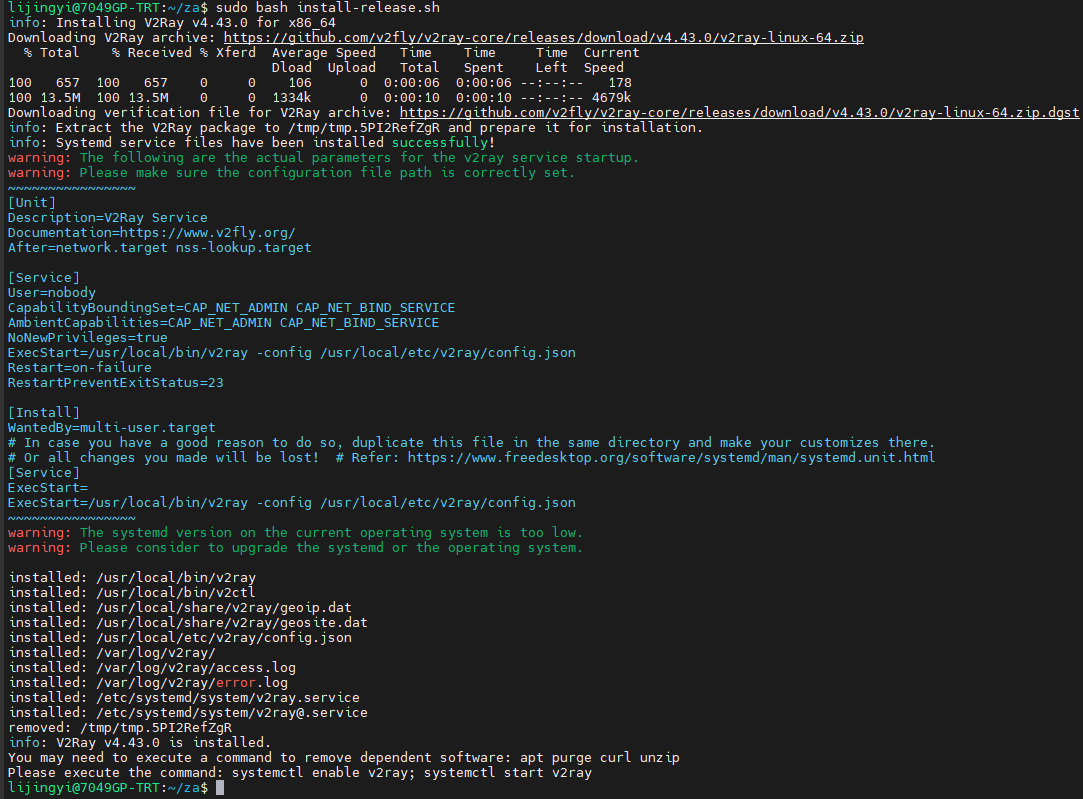 lijingyi@7049GP-TRT:~/za$ sudo bash install-release.sh
info: Installing V2Ray v4.43.0 for x86_64
Downloading V2Ray archive: https://github.com/v2fly/v2ray-core/releases/download/v4.43.0/v2ray-linux-64.zip
  % Total    % Received % Xferd  Average Speed   Time    Time     Time  Current
                                 Dload  Upload   Total   Spent    Left  Speed
100   657  100   657    0     0    106      0  0:00:06  0:00:06 --:--:--   178
100 13.5M  100 13.5M    0     0  1334k      0  0:00:10  0:00:10 --:--:-- 4679k
Downloading verification file for V2Ray archive: https://github.com/v2fly/v2ray-core/releases/download/v4.43.0/v2ray-linux-64.zip.dgst
info: Extract the V2Ray package to /tmp/tmp.5PI2RefZgR and prepare it for installation.
info: Systemd service files have been installed successfully!
warning: The following are the actual parameters for the v2ray service startup.
warning: Please make sure the configuration file path is correctly set.
~~~~~~~~~~~~~~~~
[Unit]
Description=V2Ray Service
Documentation=https://www.v2fly.org/
After=network.target nss-lookup.target

[Service]
User=nobody
CapabilityBoundingSet=CAP_NET_ADMIN CAP_NET_BIND_SERVICE
AmbientCapabilities=CAP_NET_ADMIN CAP_NET_BIND_SERVICE
NoNewPrivileges=true
ExecStart=/usr/local/bin/v2ray -config /usr/local/etc/v2ray/config.json
Restart=on-failure
RestartPreventExitStatus=23

[Install]
WantedBy=multi-user.target
# In case you have a good reason to do so, duplicate this file in the same directory and make your customizes there.
# Or all changes you made will be lost!  # Refer: https://www.freedesktop.org/software/systemd/man/systemd.unit.html
[Service]
ExecStart=
ExecStart=/usr/local/bin/v2ray -config /usr/local/etc/v2ray/config.json
~~~~~~~~~~~~~~~~
warning: The systemd version on the current operating system is too low.
warning: Please consider to upgrade the systemd or the operating system.

installed: /usr/local/bin/v2ray
installed: /usr/local/bin/v2ctl
installed: /usr/local/share/v2ray/geoip.dat
installed: /usr/local/share/v2ray/geosite.dat
installed: /usr/local/etc/v2ray/config.json
installed: /var/log/v2ray/
installed: /var/log/v2ray/access.log
installed: /var/log/v2ray/error.log
installed: /etc/systemd/system/v2ray.service
installed: /etc/systemd/system/v2ray@.service
removed: /tmp/tmp.5PI2RefZgR
info: V2Ray v4.43.0 is installed.
You may need to execute a command to remove dependent software: apt purge curl unzip
Please execute the command: systemctl enable v2ray; systemctl start v2ray
lijingyi@7049GP-TRT:~/za$